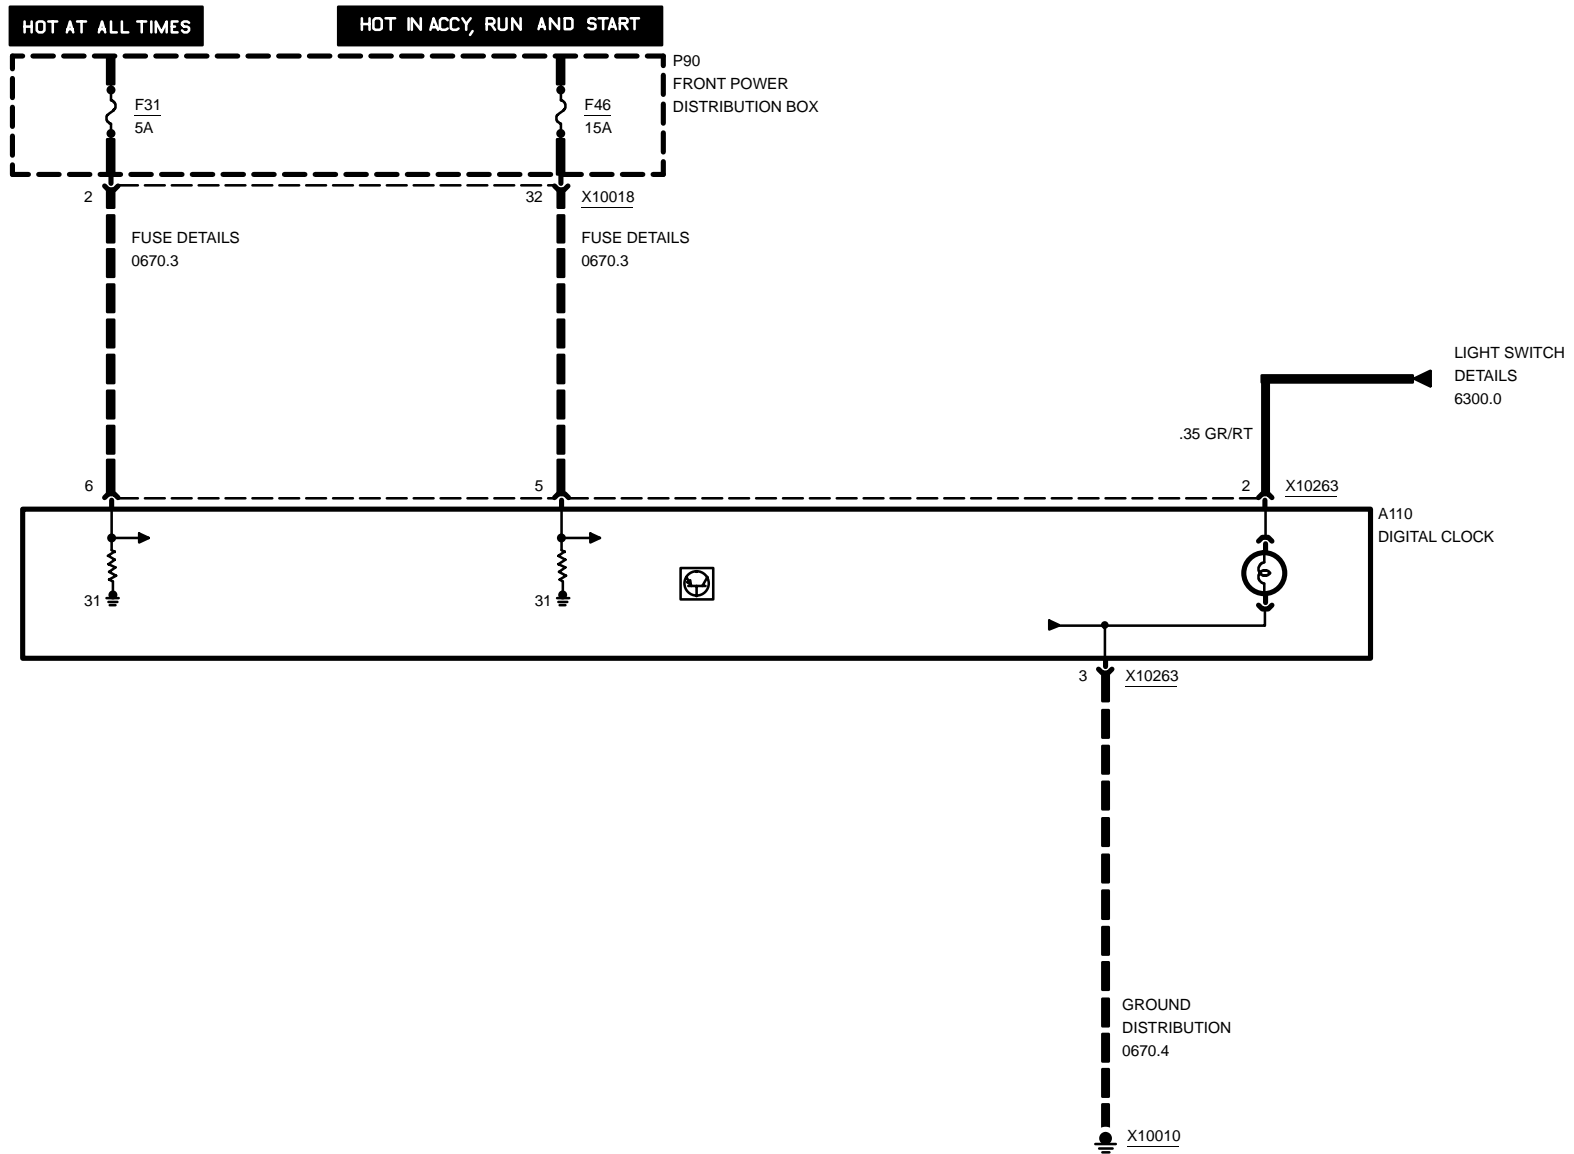 HOT AT ALL TIMES
HOT IN ACCY, RUN AND START
P90
FRONT POWER
DISTRIBUTION BOX
F31
5A
F46
15A
2
32
X10018
FUSE DETAILS
0670.3
FUSE DETAILS
0670.3
LIGHT SWITCH
DETAILS
6300.0
.35 GR/RT
6
5
2
X10263
A110
DIGITAL CLOCK
31
31
3
X10263
GROUND
DISTRIBUTION
0670.4
X10010